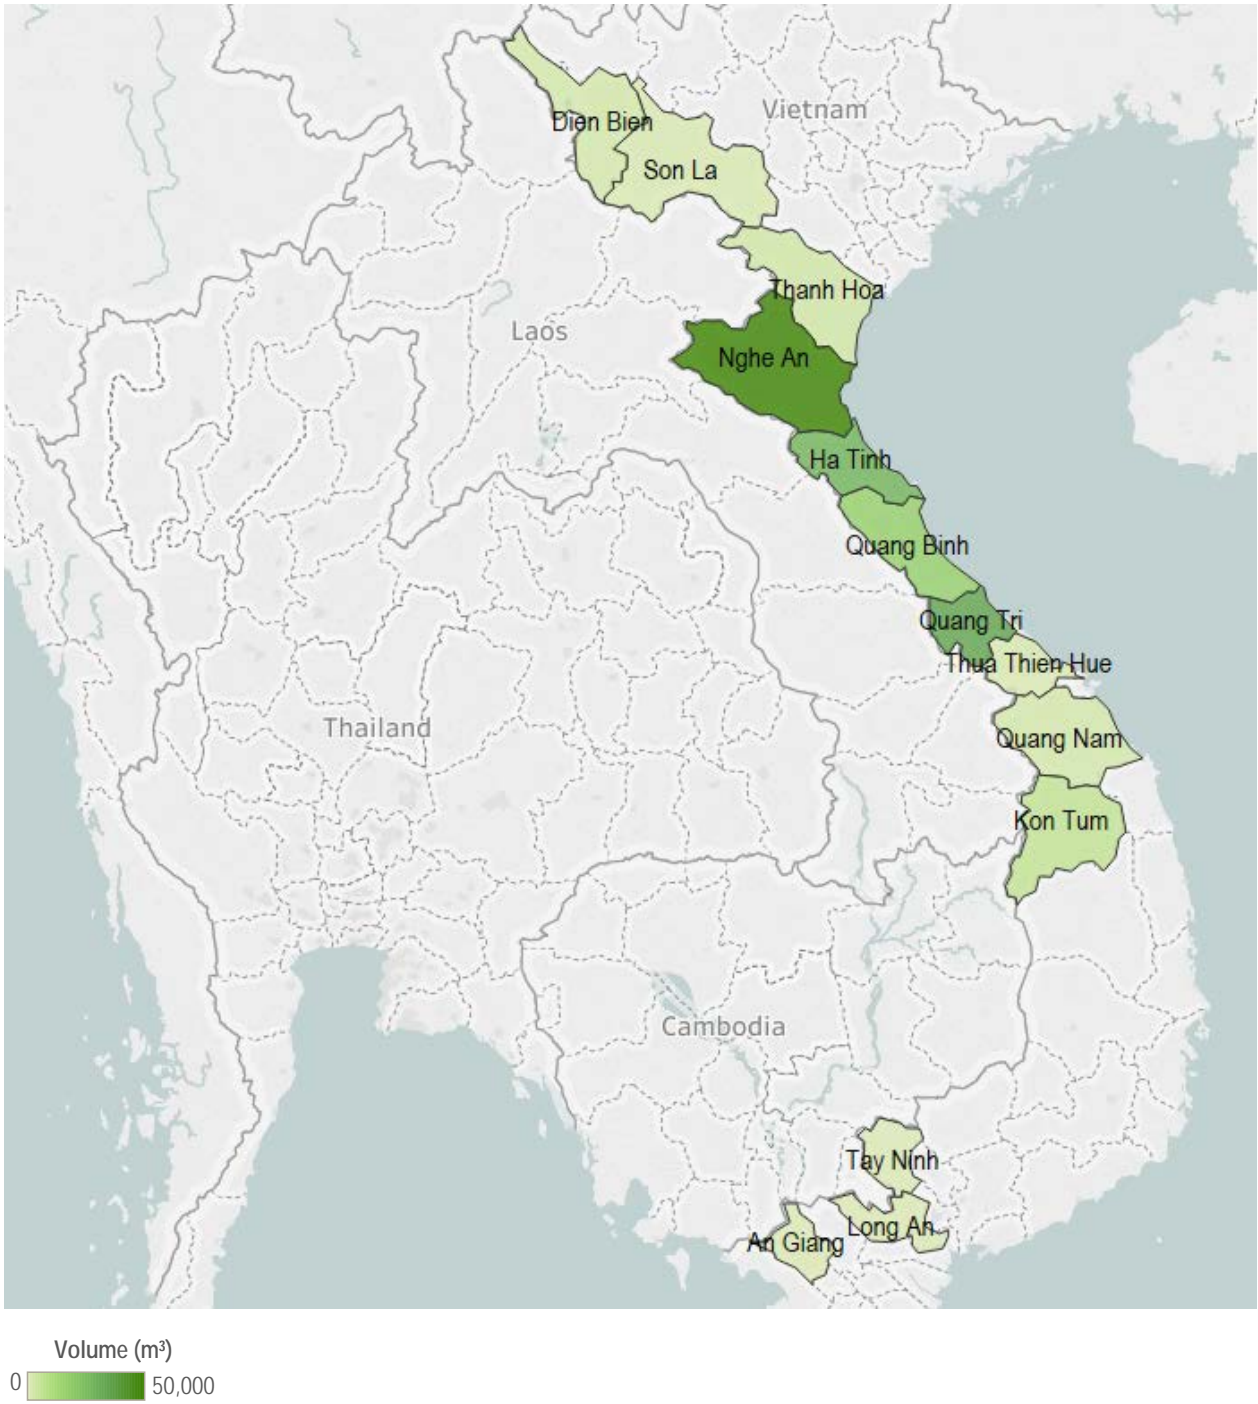 Vietnam
Dien Bien
Son La
Thanh Hoa
Laos
Nghe An
Ha Tinh
Quang Binh
Quang Tri
Thua Thien Hue
Thailand
Quang Nam
Kon Tum
Cambodia
Tay Ninh
Long An
An Giang
Volume (m³)
0 50,000